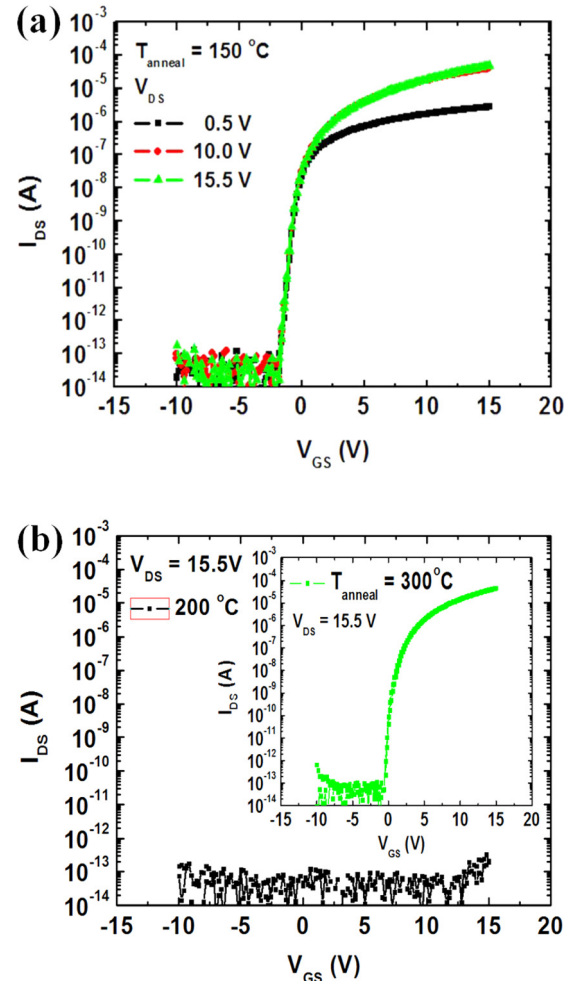 (a)
T_anneal = 150 °C
V_DS
0.5 V
10.0 V
15.5 V
I_DS (A)
10^-3
10^-4
10^-5
10^-6
10^-7
10^-8
10^-9
10^-10
10^-11
10^-12
10^-13
10^-14
-15 -10 -5 0 5 10 15 20
V_GS (V)
(b)
V_DS = 15.5V
200 °C
I_DS (A)
10^-3
10^-4
10^-5
10^-6
10^-7
10^-8
10^-9
10^-10
10^-11
10^-12
10^-13
10^-14
-15 -10 -5 0 5 10 15 20
V_GS (V)
T_anneal = 300°C
V_DS = 15.5 V
I_DS (A)
10^-3
10^-4
10^-5
10^-6
10^-7
10^-8
10^-9
10^-10
10^-11
10^-12
10^-13
10^-14
-15 -10 -5 0 5 10 15 20
V_GS (V)